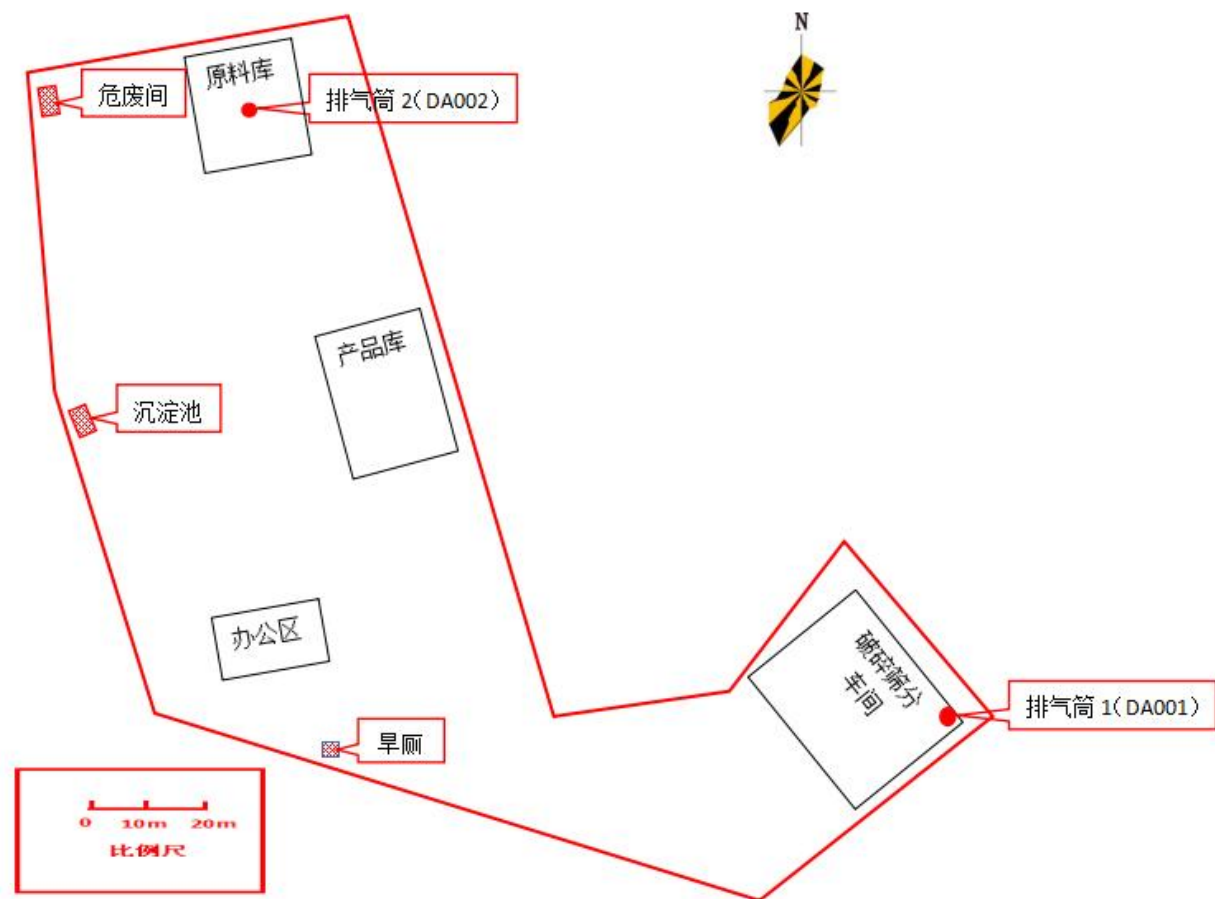 N
原料库
危废间
排气筒 2（DA002）
产品库
沉淀池
办公区
破碎筛分
车间
排气筒 1（DA001）
旱厕
0 10m 20m
比例尺